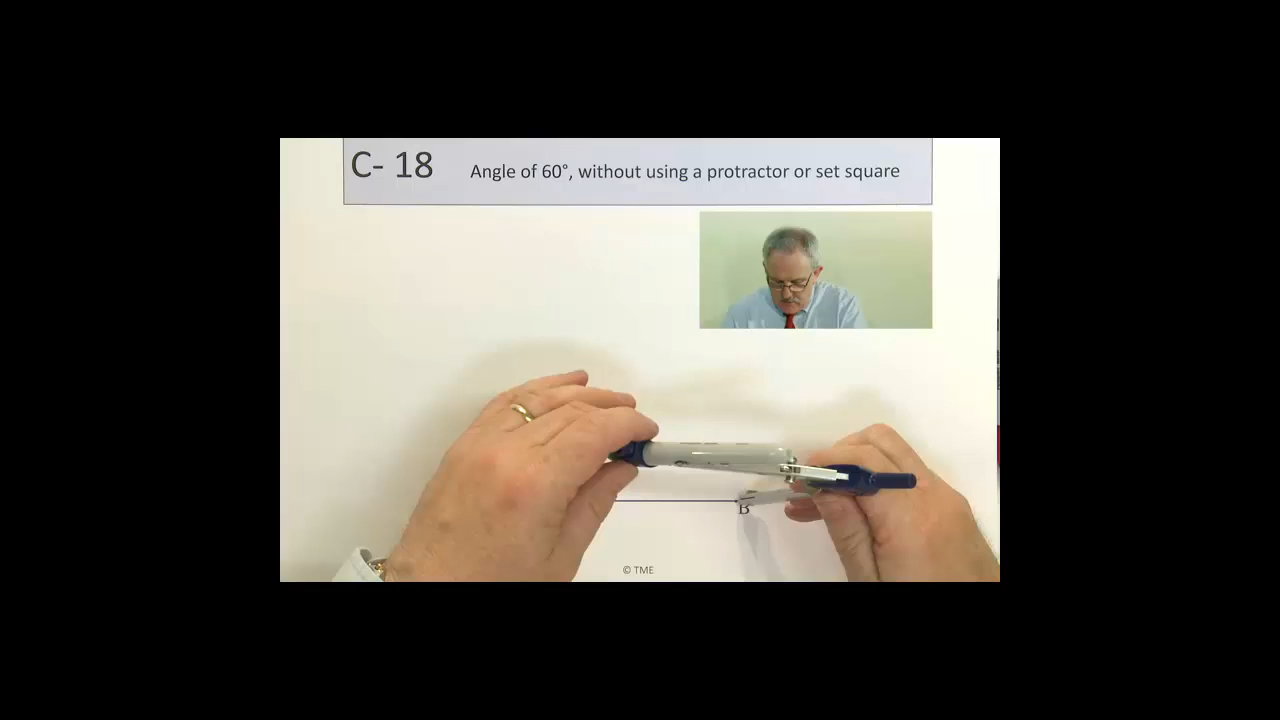 C- 18 Angle of 60°, without using a protractor or set square
B
© TME